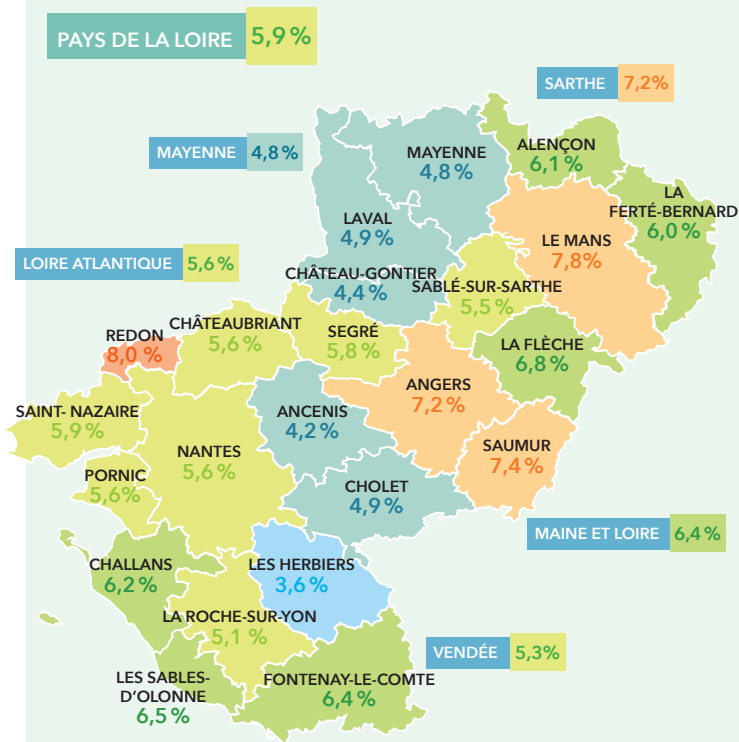 PAYS DE LA LOIRE 5,9 %
SARTHE 7,2%
MAYENNE 4,8 %
MAYENNE
4,8 %
ALENÇON
6,1 %
LA
FERTÉ-BERNARD
6,0 %
LAVAL
4,9 %
LE MANS
7,8%
LOIRE ATLANTIQUE 5,6 %
CHÂTEAU-GONTIER
4,4 %
SABLÉ-SUR-SARTHE
5,5 %
REDON
8,0 %
CHÂTEAUBRIANT
5,6 %
SEGRÉ
5,8 %
LA FLÈCHE
6,8 %
ANGERS
7,2 %
SAINT- NAZAIRE
5,9 %
ANCENIS
4,2 %
NANTES
5,6 %
SAUMUR
7,4 %
PORNIC
5,6%
CHOLET
4,9 %
MAINE ET LOIRE 6,4 %
CHALLANS
6,2 %
LES HERBIERS
3,6 %
LA ROCHE-SUR-YON
5,1 %
VENDÉE 5,3%
LES SABLES-
D'OLONNE
6,5 %
FONTENAY-LE-COMTE
6,4 %